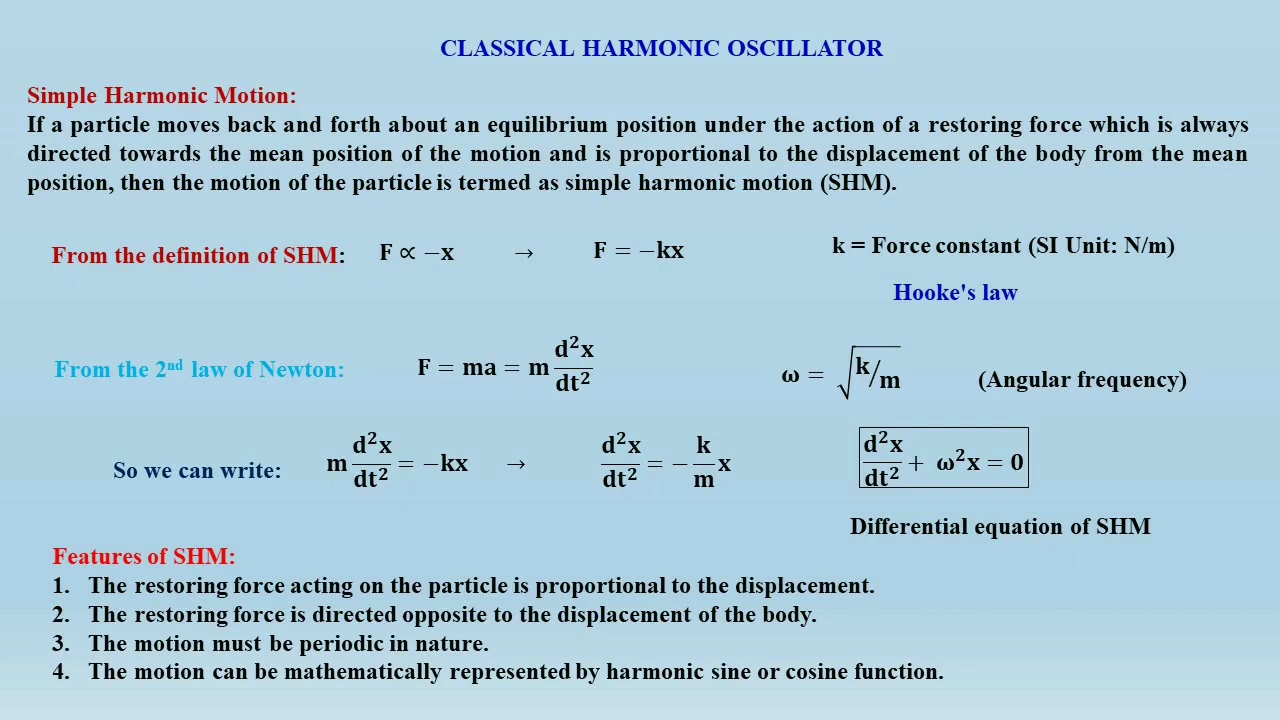 CLASSICAL HARMONIC OSCILLATOR
Simple Harmonic Motion:
If a particle moves back and forth about an equilibrium position under the action of a restoring force which is always
directed towards the mean position of the motion and is proportional to the displacement of the body from the mean
position, then the motion of the particle is termed as simple harmonic motion (SHM).
From the definition of SHM: F ∝ −x → F = −kx k = Force constant (SI Unit: N/m)
Hooke's law
From the 2nd law of Newton: F = ma = m d²x/dt² ω = √k/m (Angular frequency)
So we can write: m d²x/dt² = −kx → d²x/dt² = − k/m x d²x/dt² + ω²x = 0
Differential equation of SHM
Features of SHM:
1. The restoring force acting on the particle is proportional to the displacement.
2. The restoring force is directed opposite to the displacement of the body.
3. The motion must be periodic in nature.
4. The motion can be mathematically represented by harmonic sine or cosine function.